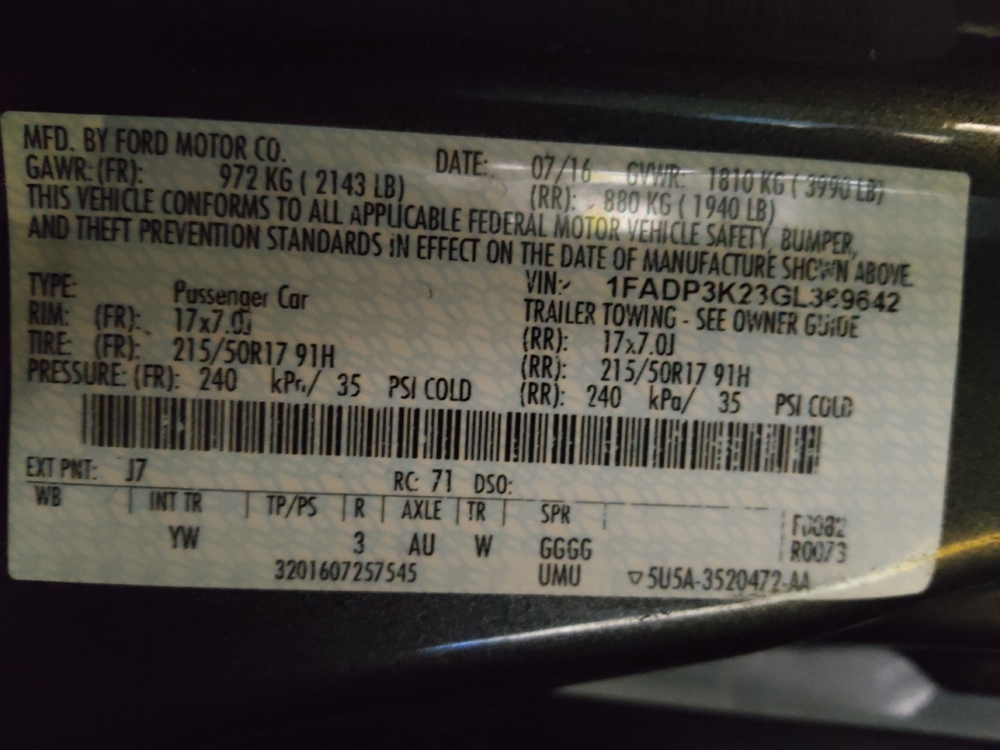 MFD. BY FORD MOTOR CO. DATE: 07/16 GVWR: 1810 KG ( 3990 LB)
GAWR: (FR): 972 KG ( 2143 LB) (RR): 880 KG ( 1940 LB)
THIS VEHICLE CONFORMS TO ALL APPLICABLE FEDERAL MOTOR VEHICLE SAFETY, BUMPER,
AND THEFT PREVENTION STANDARDS IN EFFECT ON THE DATE OF MANUFACTURE SHOWN ABOVE.
VIN: 1FADP3K23GL369642
TYPE: Passenger Car TRAILER TOWING - SEE OWNER GUIDE
RIM: (FR): 17x7.0J (RR): 17x7.0J
TIRE: (FR): 215/50R17 91H (RR): 215/50R17 91H
PRESSURE: (FR): 240 kPa/ 35 PSI COLD (RR): 240 kPa/ 35 PSI COLD
EXT PNT: J7 RC: 71 DSO:
WB INT TR TP/PS R AXLE TR SPR F0082
YW 3 AU W GGGG R0073
3201607257545 UMU ▽5U5A-3520472-AA